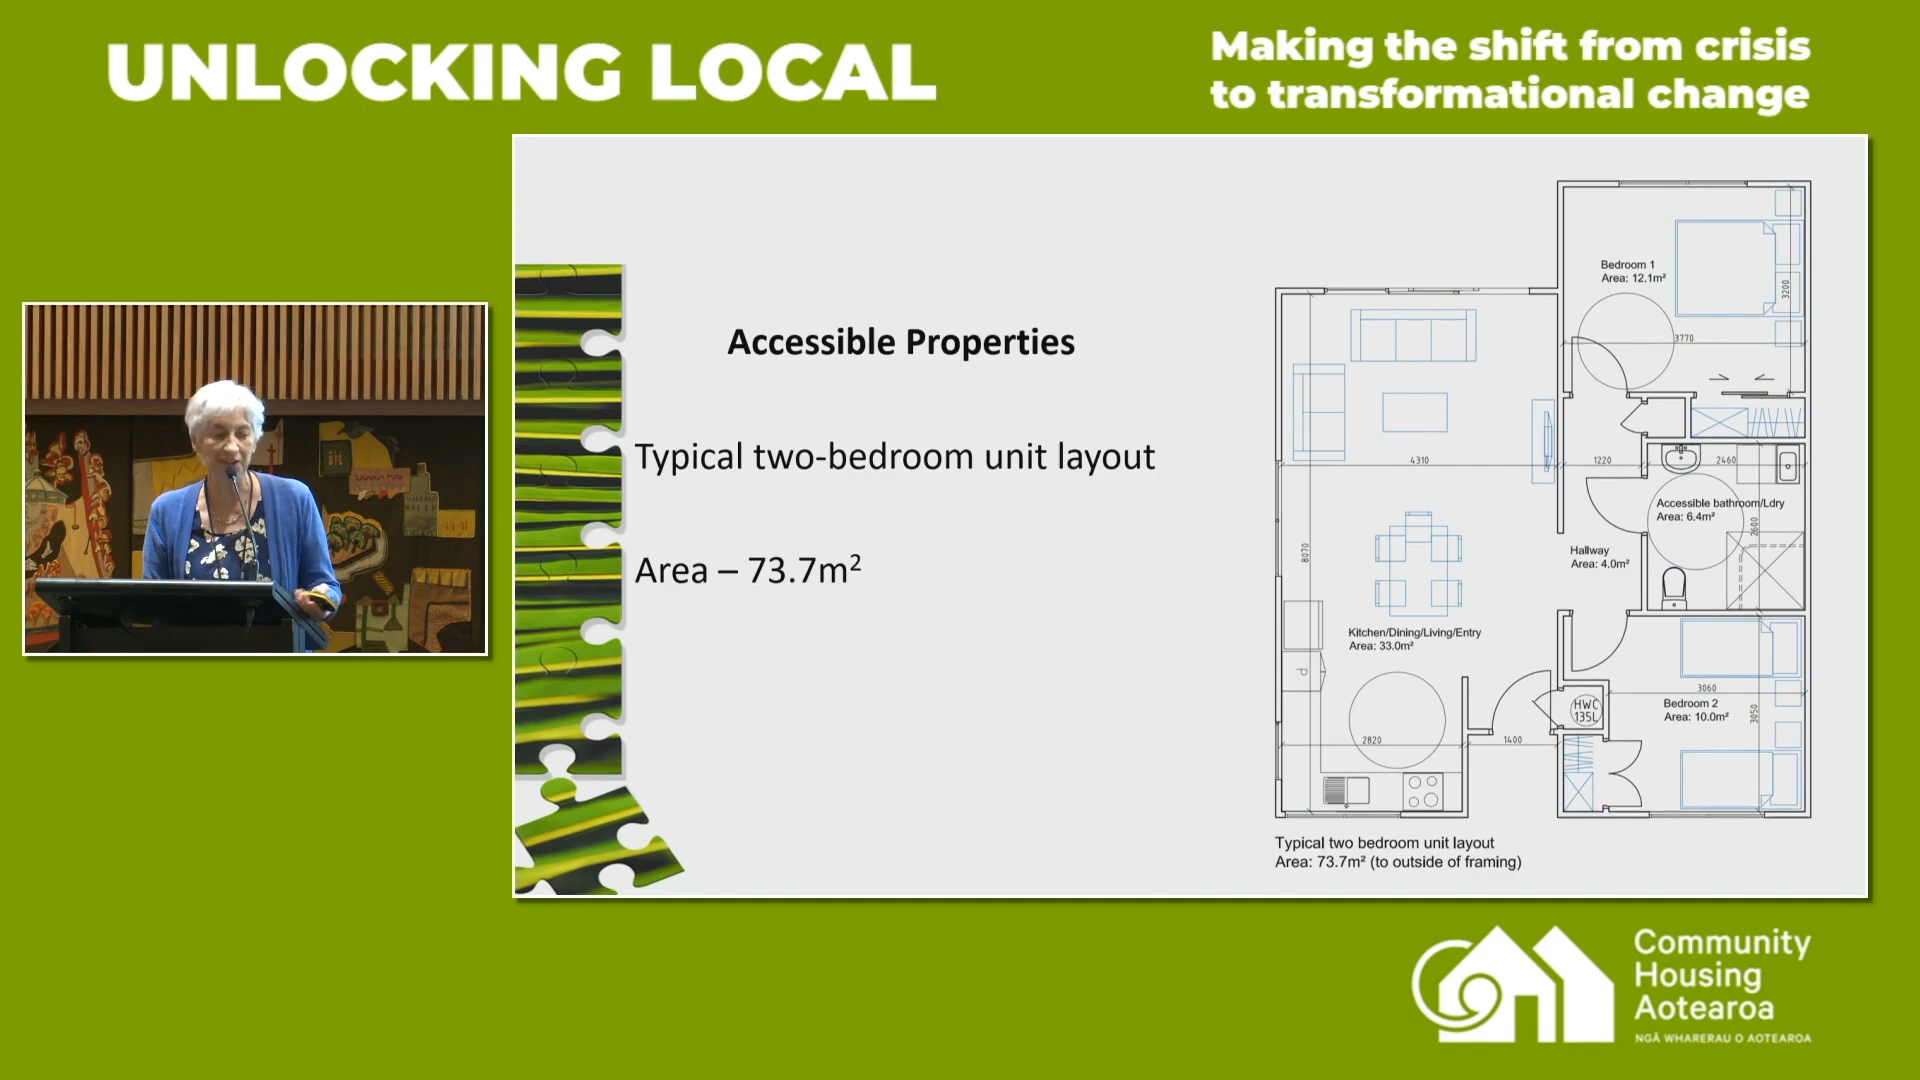 UNLOCKING LOCAL
Making the shift from crisis
to transformational change
Accessible Properties
Typical two-bedroom unit layout
Area – 73.7m²
Bedroom 1
Area: 12.1m²
3200
3770
4310
1220
2460
Accessible bathroom/Ldry
Area: 6.4m²
2600
Hallway
Area: 4.0m²
8070
Kitchen/Dining/Living/Entry
Area: 33.0m²
P
3060
Bedroom 2
Area: 10.0m²
3050
HWC
135L
2820
1400
Typical two bedroom unit layout
Area: 73.7m² (to outside of framing)
Community
Housing
Aotearoa
NGĀ WHARERAU O AOTEAROA